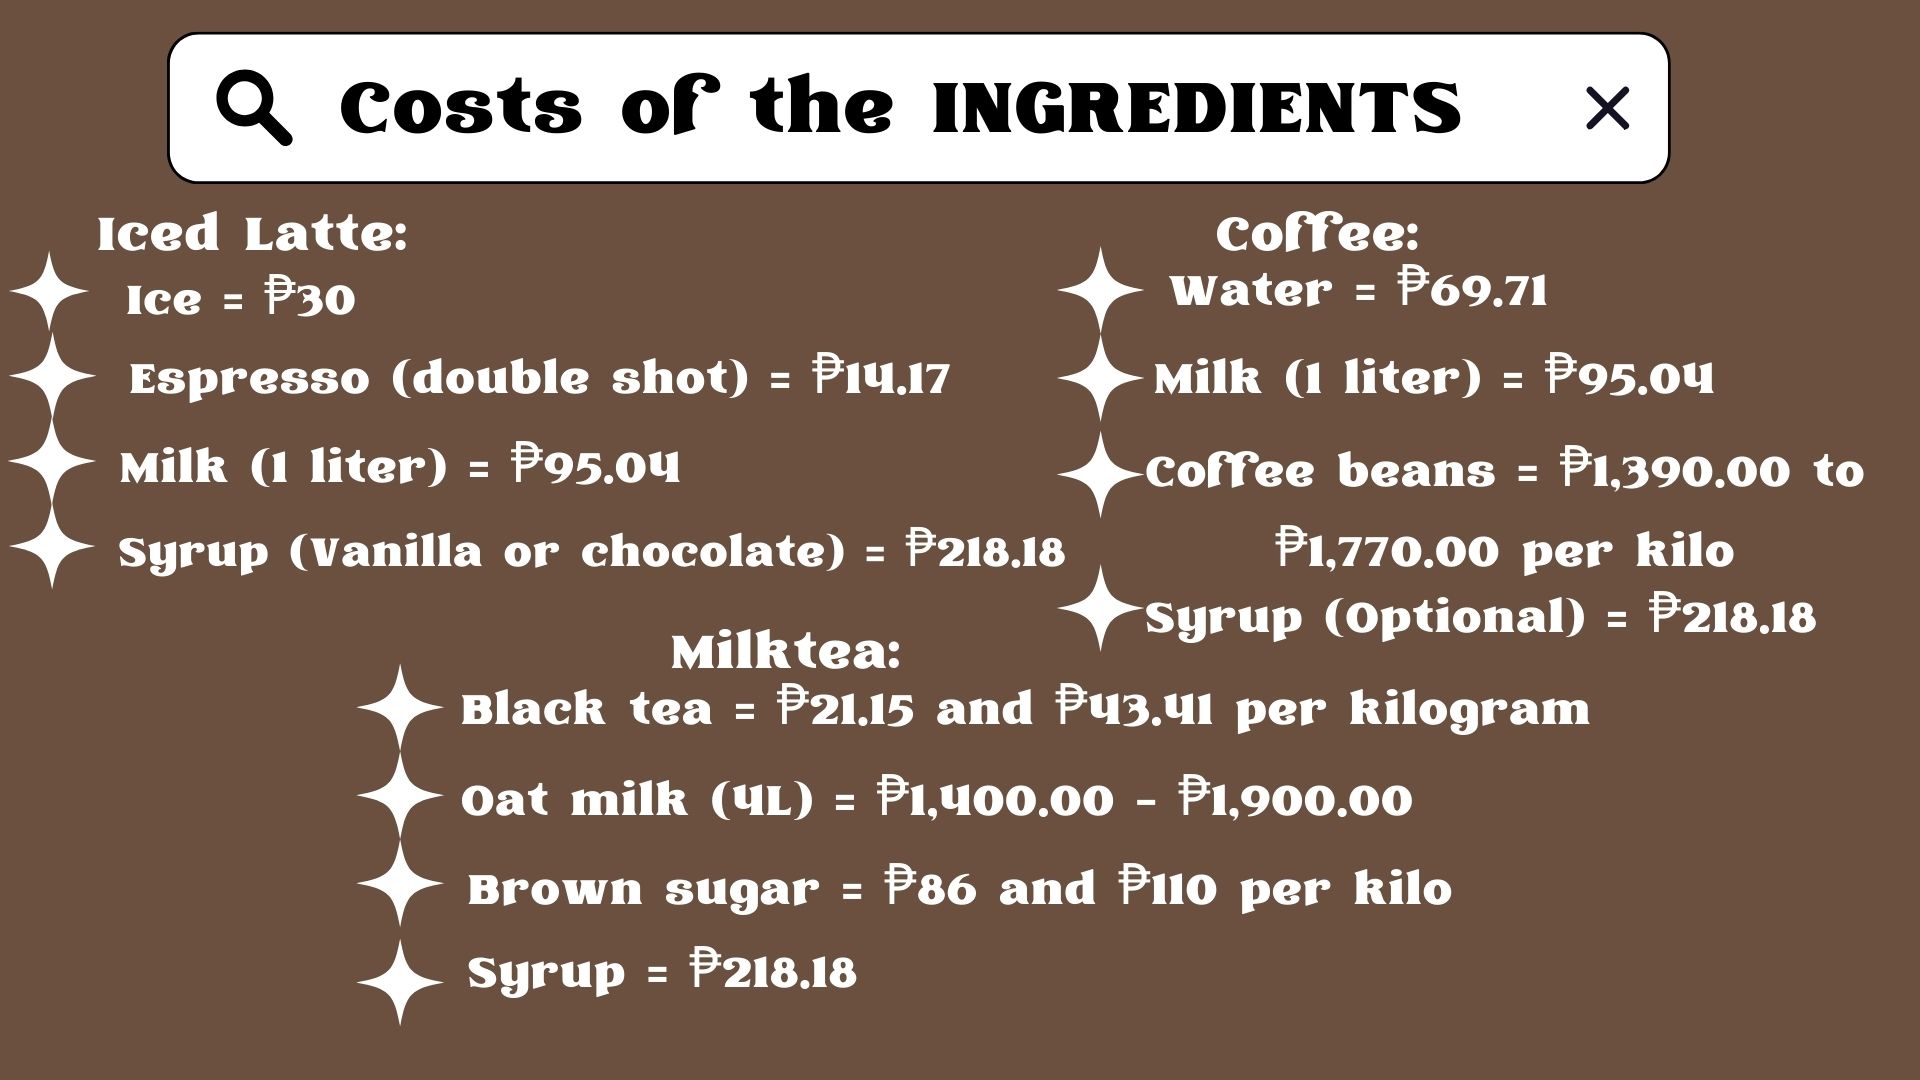 Costs of the INGREDIENTS
Iced Latte:
Ice = ₱30
Espresso (double shot) = ₱14.17
Milk (1 liter) = ₱95.04
Syrup (Vanilla or chocolate) = ₱218.18
Coffee:
Water = ₱69.71
Milk (1 liter) = ₱95.04
Coffee beans = ₱1,390.00 to
₱1,770.00 per kilo
Syrup (Optional) = ₱218.18
Milktea:
Black tea = ₱21.15 and ₱43.41 per kilogram
Oat milk (4L) = ₱1,400.00 - ₱1,900.00
Brown sugar = ₱86 and ₱110 per kilo
Syrup = ₱218.18